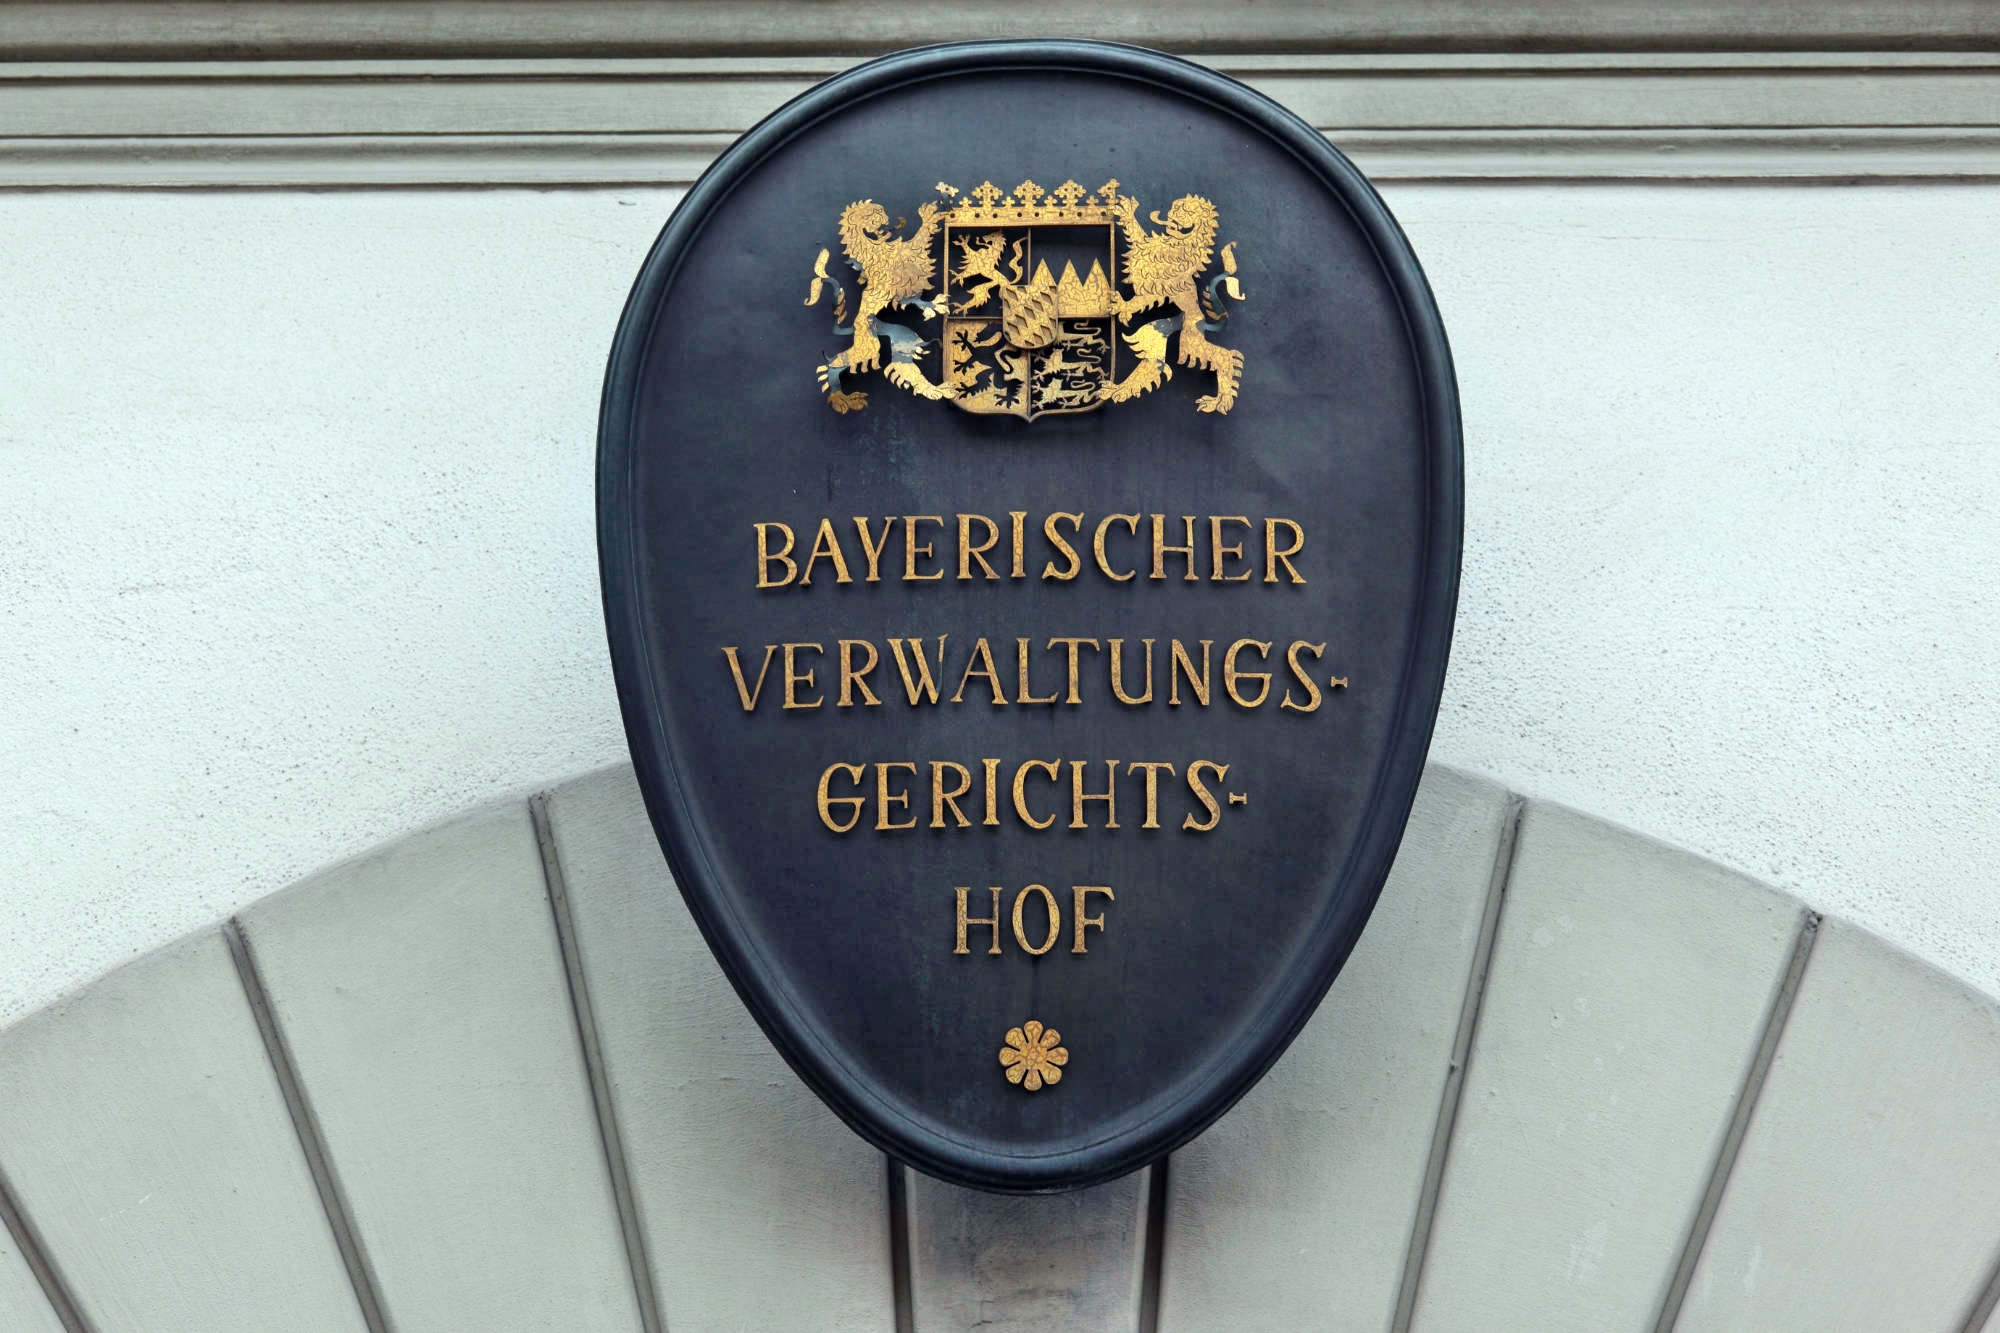 BAYERISCHER
VERWALTUNGS-
GERICHTS-
HOF